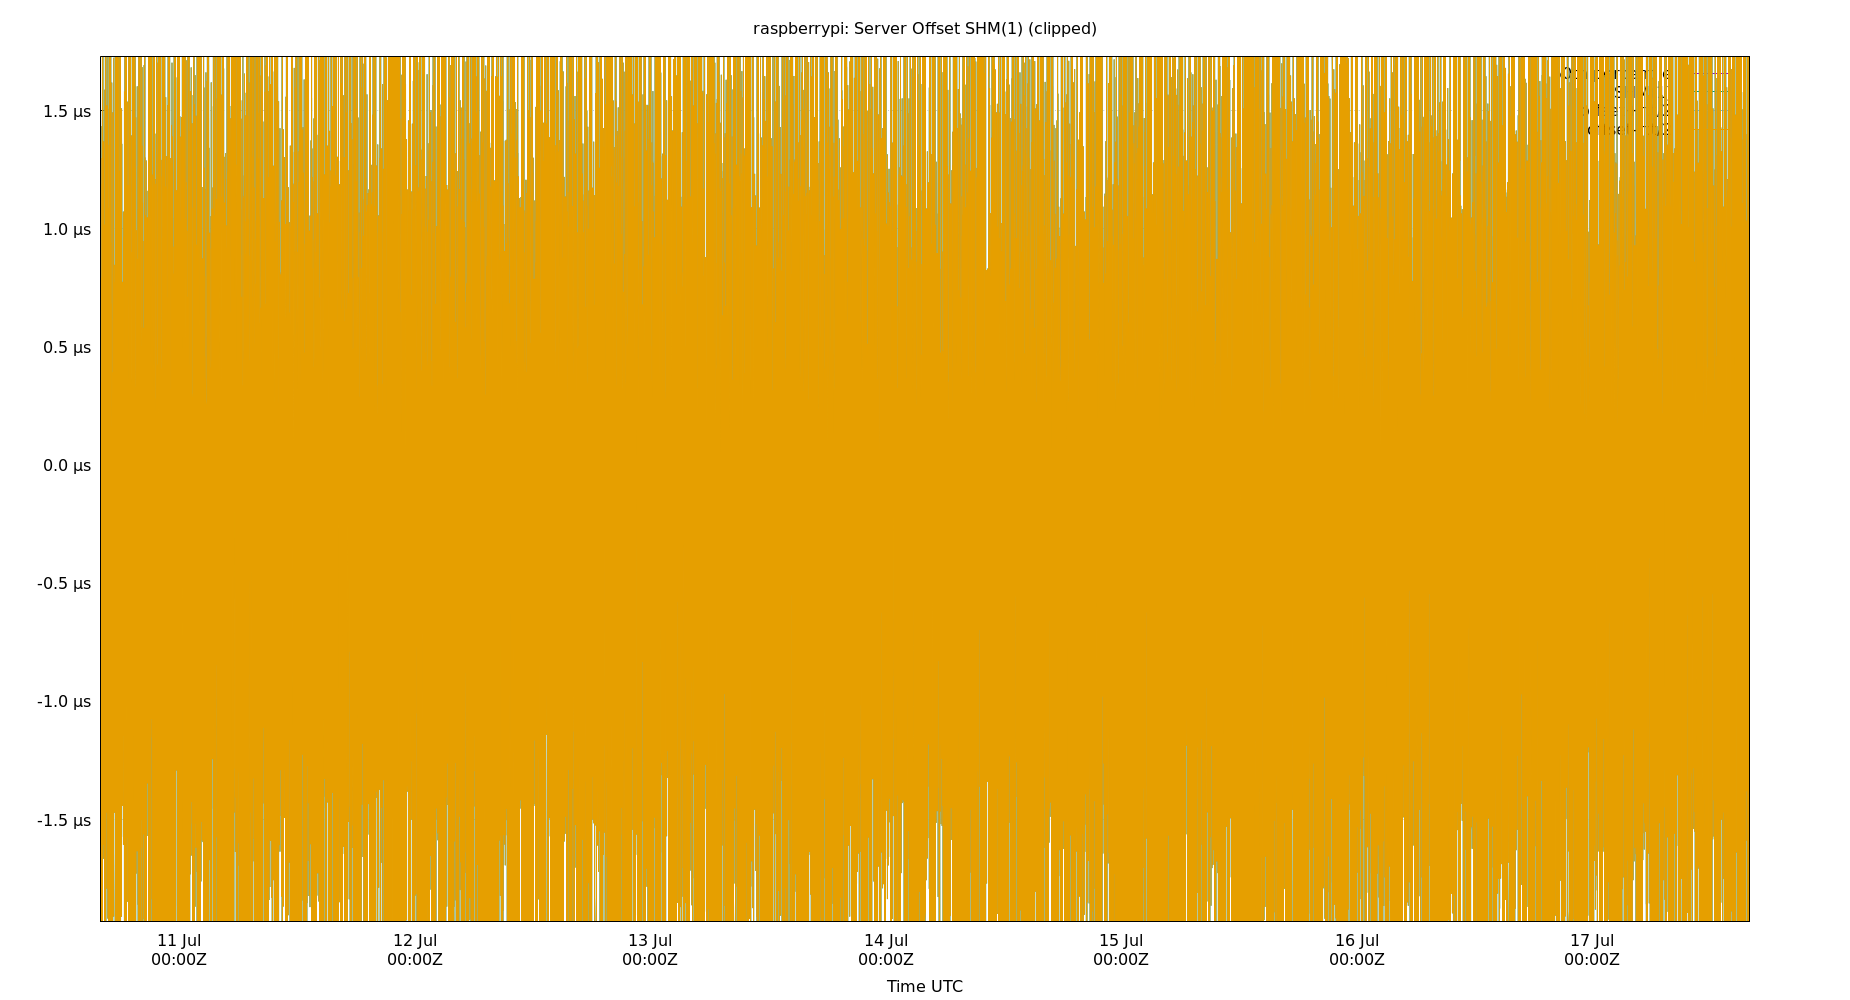 raspberrypi: Server Offset SHM(1) (clipped)
1.5 µs
1.0 µs
0.5 µs
0.0 µs
-0.5 µs
-1.0 µs
-1.5 µs
11 Jul 12 Jul 13 Jul 14 Jul 15 Jul 16 Jul 17 Jul
00:00Z 00:00Z 00:00Z 00:00Z 00:00Z 00:00Z 00:00Z
Time UTC